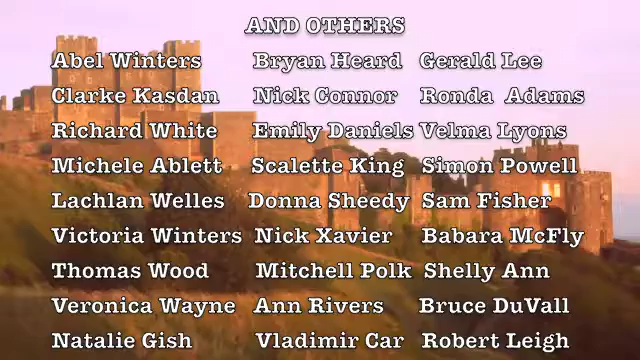 AND OTHERS
Abel Winters Bryan Heard Gerald Lee
Clarke Kasdan Nick Connor Ronda Adams
Richard White Emily Daniels Velma Lyons
Michele Ablett Scalette King Simon Powell
Lachlan Welles Donna Sheedy Sam Fisher
Victoria Winters Nick Xavier Babara McFly
Thomas Wood Mitchell Polk Shelly Ann
Veronica Wayne Ann Rivers Bruce DuVall
Natalie Gish Vladimir Car Robert Leigh